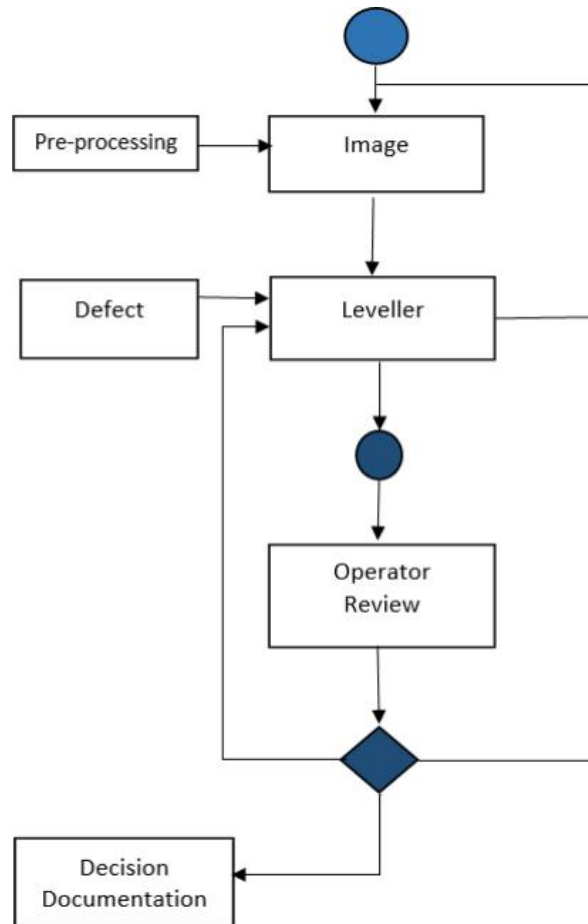 Pre-processing
Image
Defect
Leveller
Operator
Review
Decision
Documentation